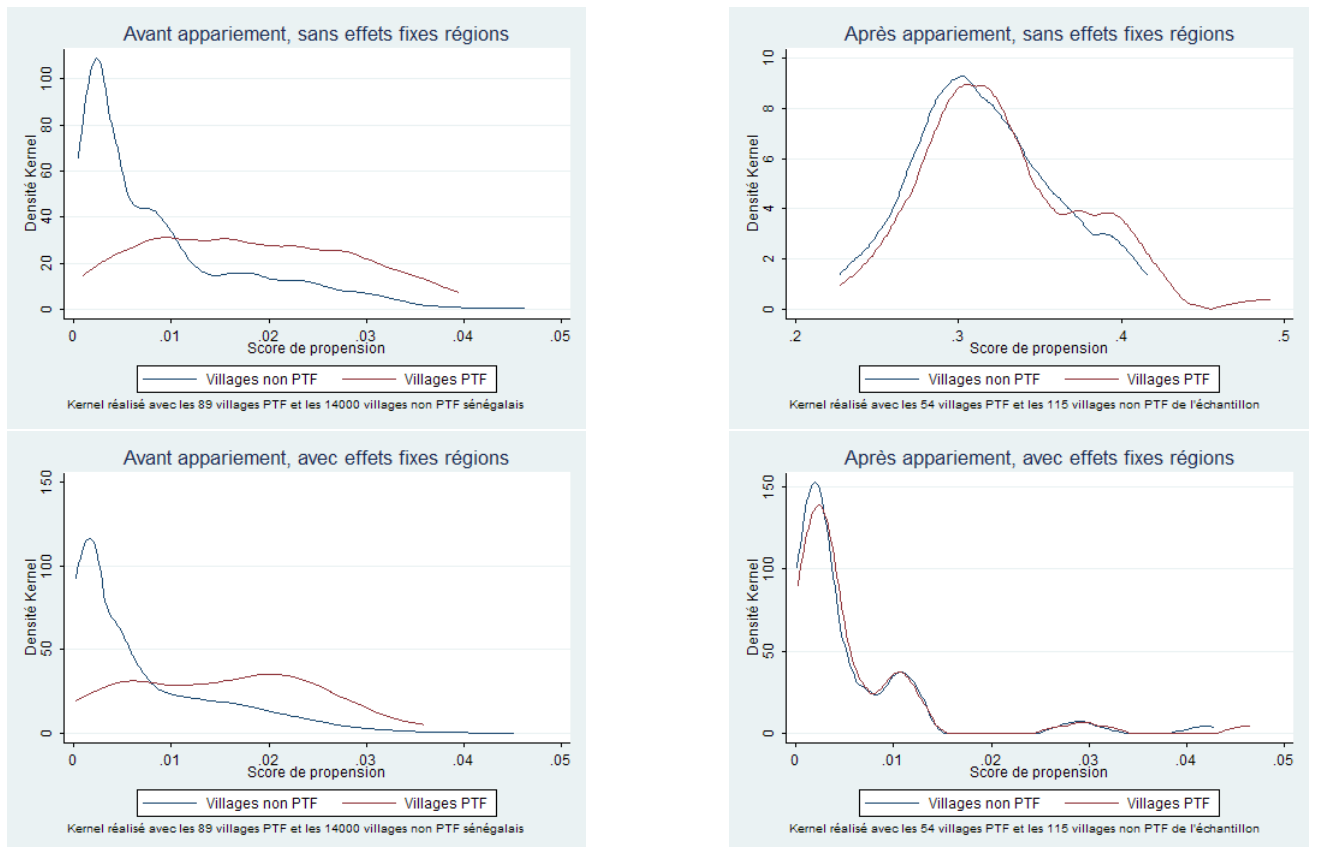 Avant appariement, sans effets fixes régions
Densité Kernel
0
20
40
60
80
100
0 .01 .02 .03 .04 .05
Score de propension
Villages non PTF Villages PTF
Kernel réalisé avec les 89 villages PTF et les 14000 villages non PTF sénégalais
Après appariement, sans effets fixes régions
Densité Kernel
0
2
4
6
8
10
.2 .3 .4 .5
Score de propension
Villages non PTF Villages PTF
Kernel réalisé avec les 54 villages PTF et les 115 villages non PTF de l'échantillon
Avant appariement, avec effets fixes régions
Densité Kernel
0
50
100
150
0 .01 .02 .03 .04 .05
Score de propension
Villages non PTF Villages PTF
Kernel réalisé avec les 89 villages PTF et les 14000 villages non PTF sénégalais
Après appariement, avec effets fixes régions
Densité Kernel
0
50
100
150
0 .01 .02 .03 .04 .05
Score de propension
Villages non PTF Villages PTF
Kernel réalisé avec les 54 villages PTF et les 115 villages non PTF de l'échantillon